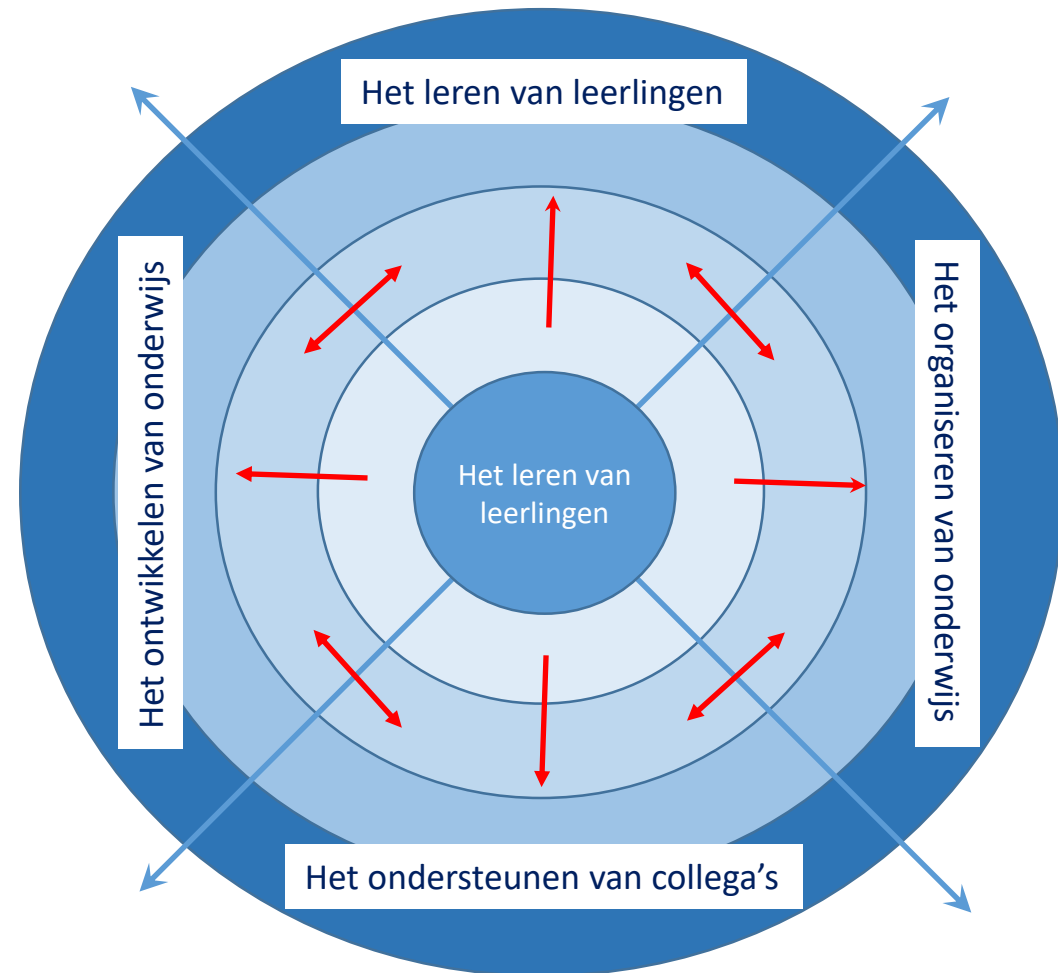 Het leren van leerlingen
Het ontwikkelen van onderwijs
Het organiseren van onderwijs
Het leren van
leerlingen
Het ondersteunen van collega’s